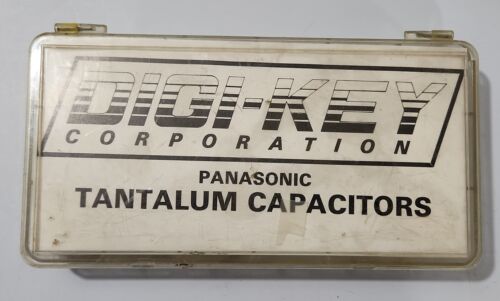 DIGI-KEY
CORPORATION
PANASONIC
TANTALUM CAPACITORS